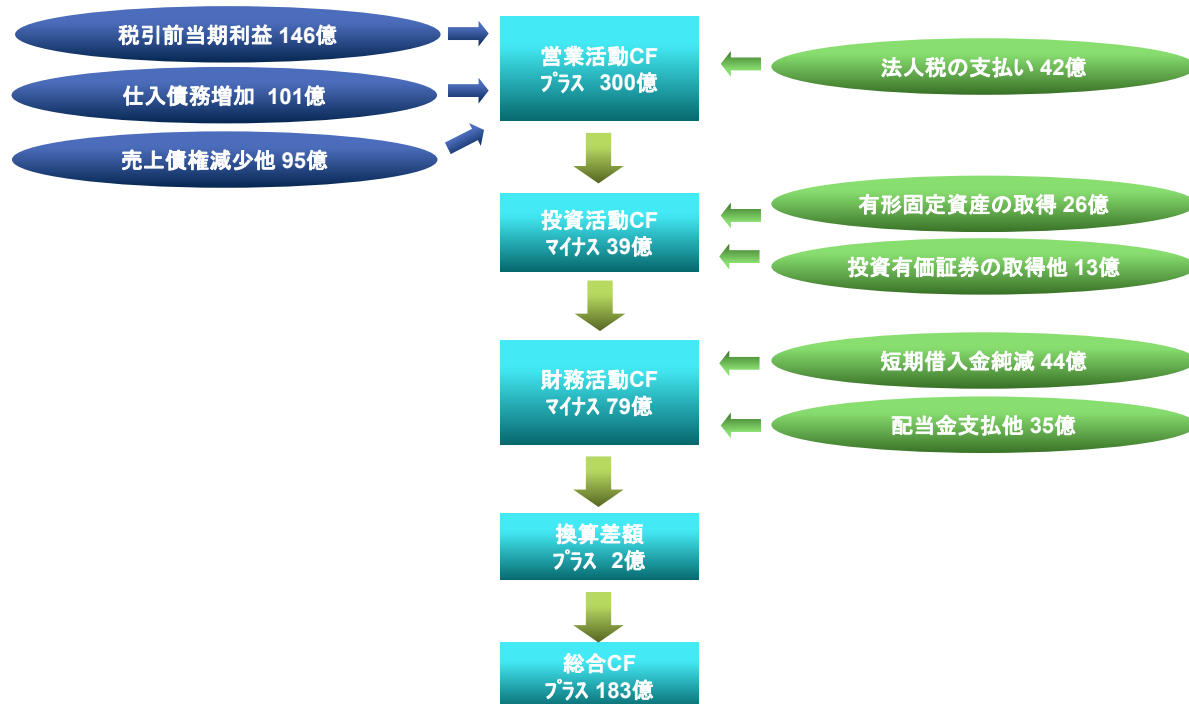 税引前当期利益 146億
仕入債務増加 101億
売上債権減少他 95億
営業活動CF
ﾌﾟﾗｽ 300億
法人税の支払い 42億
投資活動CF
ﾏｲﾅｽ 39億
有形固定資産の取得 26億
投資有価証券の取得他 13億
財務活動CF
ﾏｲﾅｽ 79億
短期借入金純減 44億
配当金支払他 35億
換算差額
ﾌﾟﾗｽ 2億
総合CF
ﾌﾟﾗｽ 183億